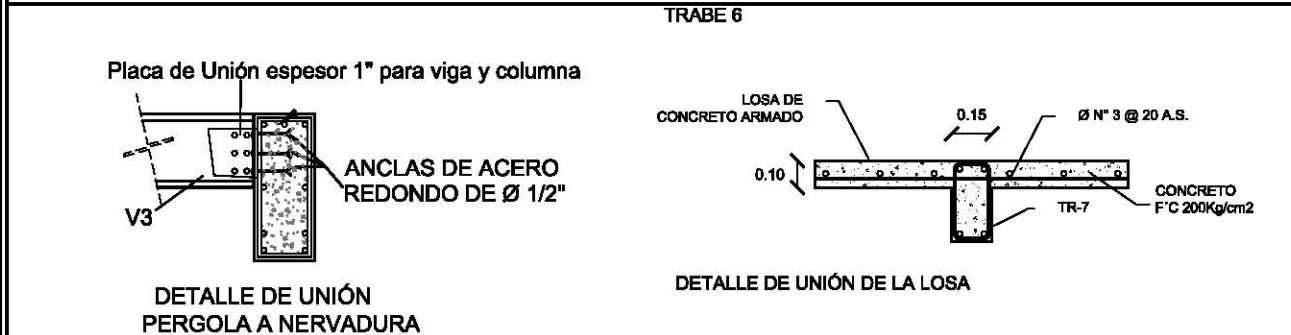 TRABE 6
Placa de Unión espesor 1" para viga y columna
ANCLAS DE ACERO
REDONDO DE Ø 1/2"
V3
DETALLE DE UNIÓN
PERGOLA A NERVADURA
LOSA DE
CONCRETO ARMADO
0.15
Ø N° 3 @ 20 A.S.
0.10
CONCRETO
F´C 200Kg/cm2
TR-7
DETALLE DE UNIÓN DE LA LOSA